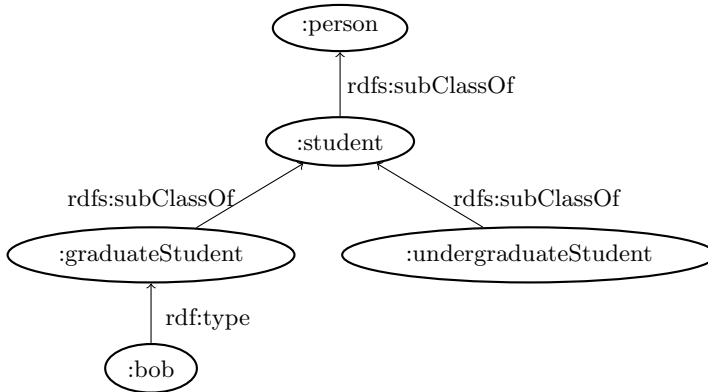 :person
rdfs:subClassOf
:student
rdfs:subClassOf
rdfs:subClassOf
:graduateStudent
:undergraduateStudent
rdf:type
:bob